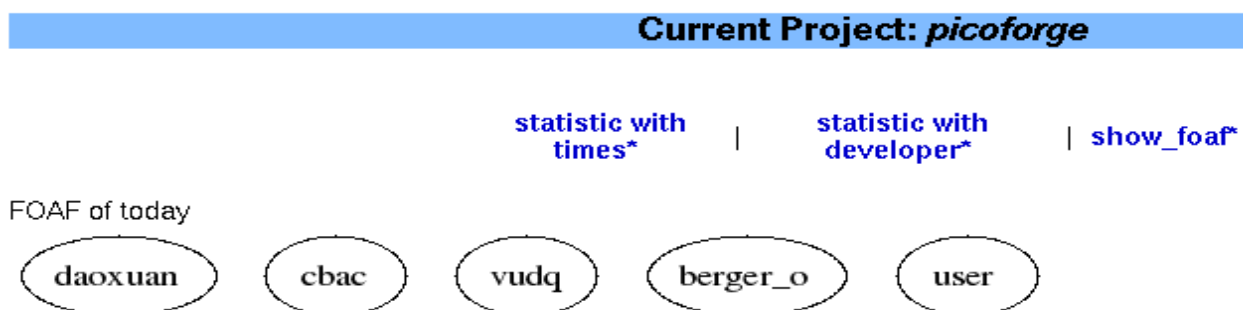 Current Project: picoforge
statistic with | statistic with | show_foaf*
times* developer*
FOAF of today
daoxuan cbac vudq berger_o user